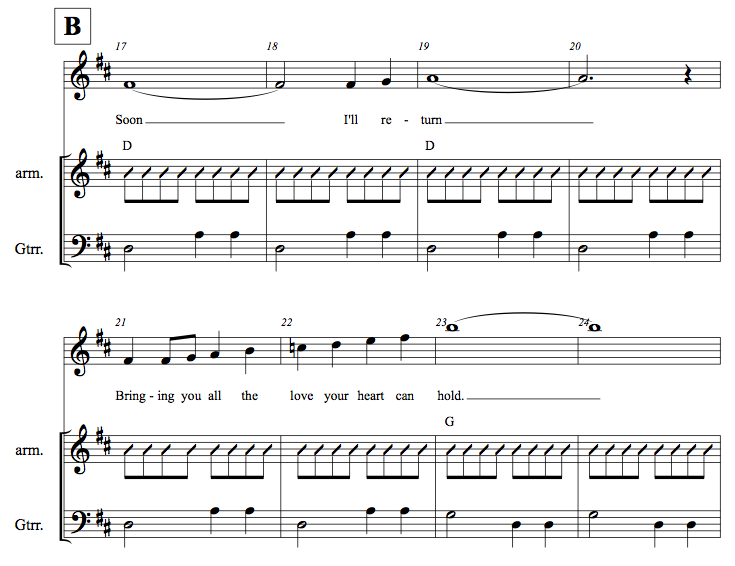 B
17 18 19 20
Soon I'll re - turn
D D
arm.
Gtrr.
21 22 23 24
Bring - ing you all the love your heart can hold.
G
arm.
Gtrr.